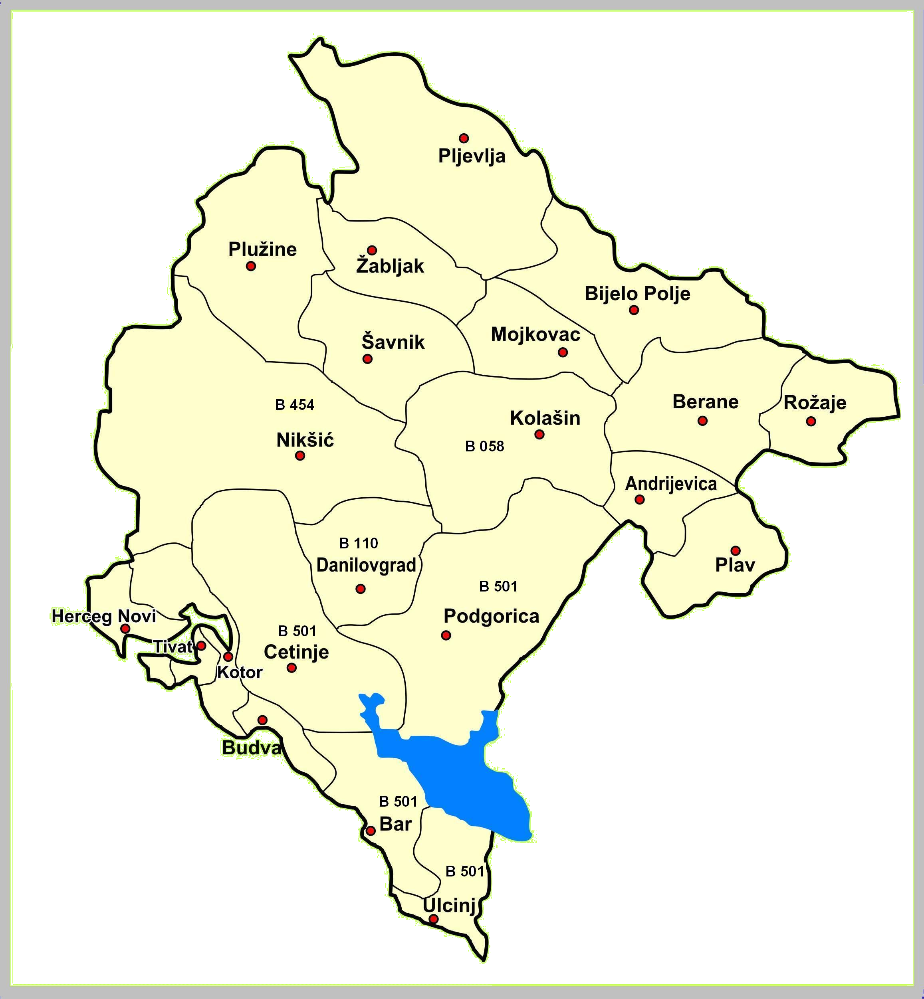 Pljevlja
Plužine
Žabljak
Bijelo Polje
Šavnik
Mojkovac
B 454
Nikšić
Kolašin
B 058
Berane
Rožaje
Andrijevica
B 110
Danilovgrad
Plav
B 501
Podgorica
Herceg Novi
Tivat
Kotor
B 501
Cetinje
Budva
B 501
Bar
B 501
Ulcinj